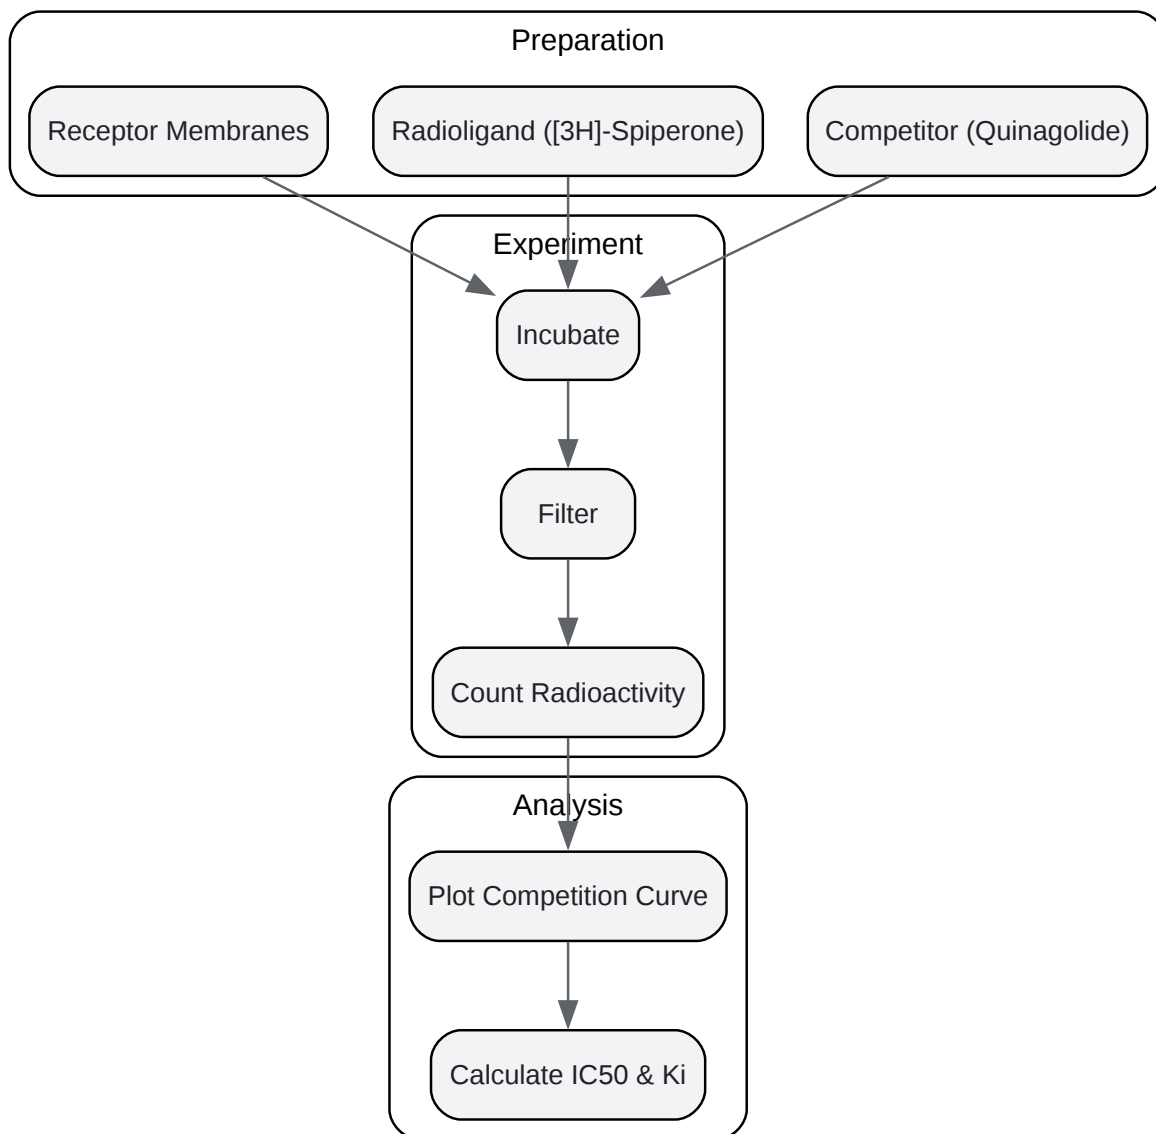 Preparation
Receptor Membranes
Radioligand ([3H]-Spiperone)
Competitor (Quinagolide)
Experiment
Incubate
Filter
Count Radioactivity
Analysis
Plot Competition Curve
Calculate IC50 & Ki